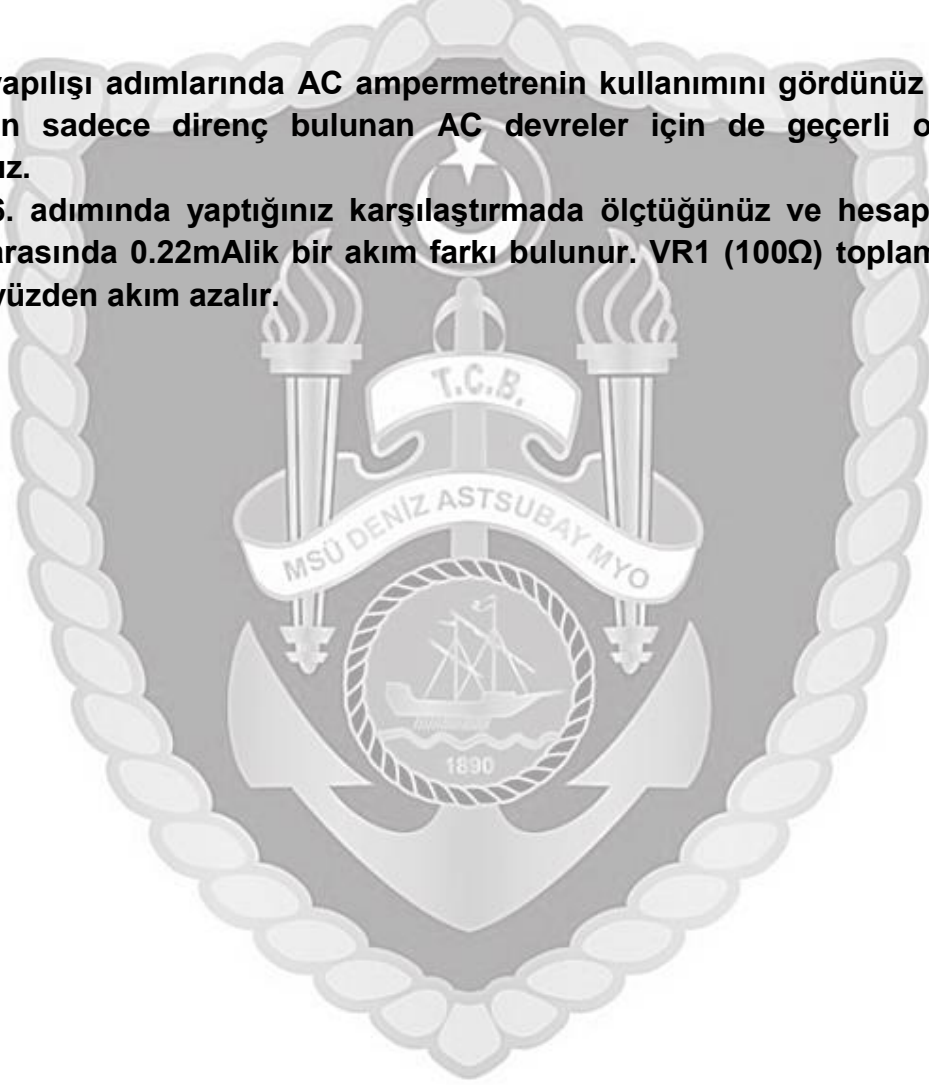 yapılışı adımlarında AC ampermetrenin kullanımını gördünüz
sadece direnç bulunan AC devreler için de geçerli
adımında yaptığınız karşılaştırmada ölçtüğünüz ve hesap
arasında 0.22mAlik bir akım farkı bulunur. VR1 (100Ω) toplam
yüzden akım azalır.
T.C.B.
MSÜ DENİZ ASTSUBAY MYO
1890